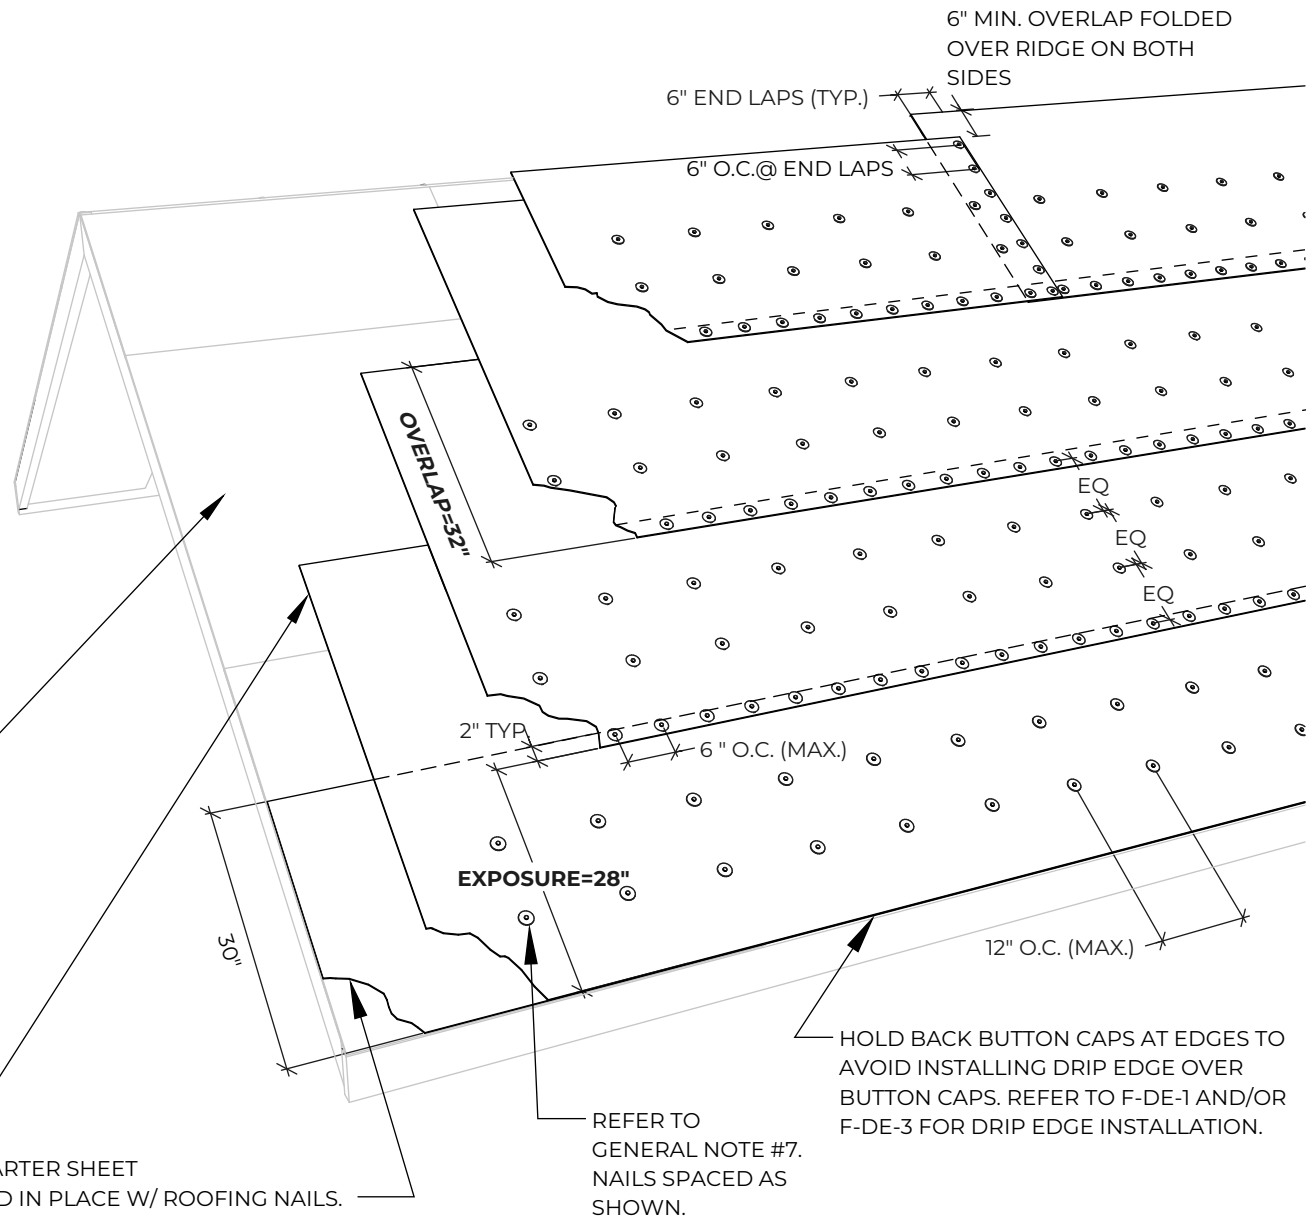 6" MIN. OVERLAP FOLDED
OVER RIDGE ON BOTH
SIDES
6" END LAPS (TYP.)
6" O.C.@ END LAPS
OVERLAP=32"
EQ
EQ
EQ
2" TYP.
6 " O.C. (MAX.)
EXPOSURE=28"
30"
12" O.C. (MAX.)
HOLD BACK BUTTON CAPS AT EDGES TO
AVOID INSTALLING DRIP EDGE OVER
BUTTON CAPS. REFER TO F-DE-1 AND/OR
F-DE-3 FOR DRIP EDGE INSTALLATION.
REFER TO
GENERAL NOTE #7.
NAILS SPACED AS
SHOWN.
ARTER SHEET
D IN PLACE W/ ROOFING NAILS.